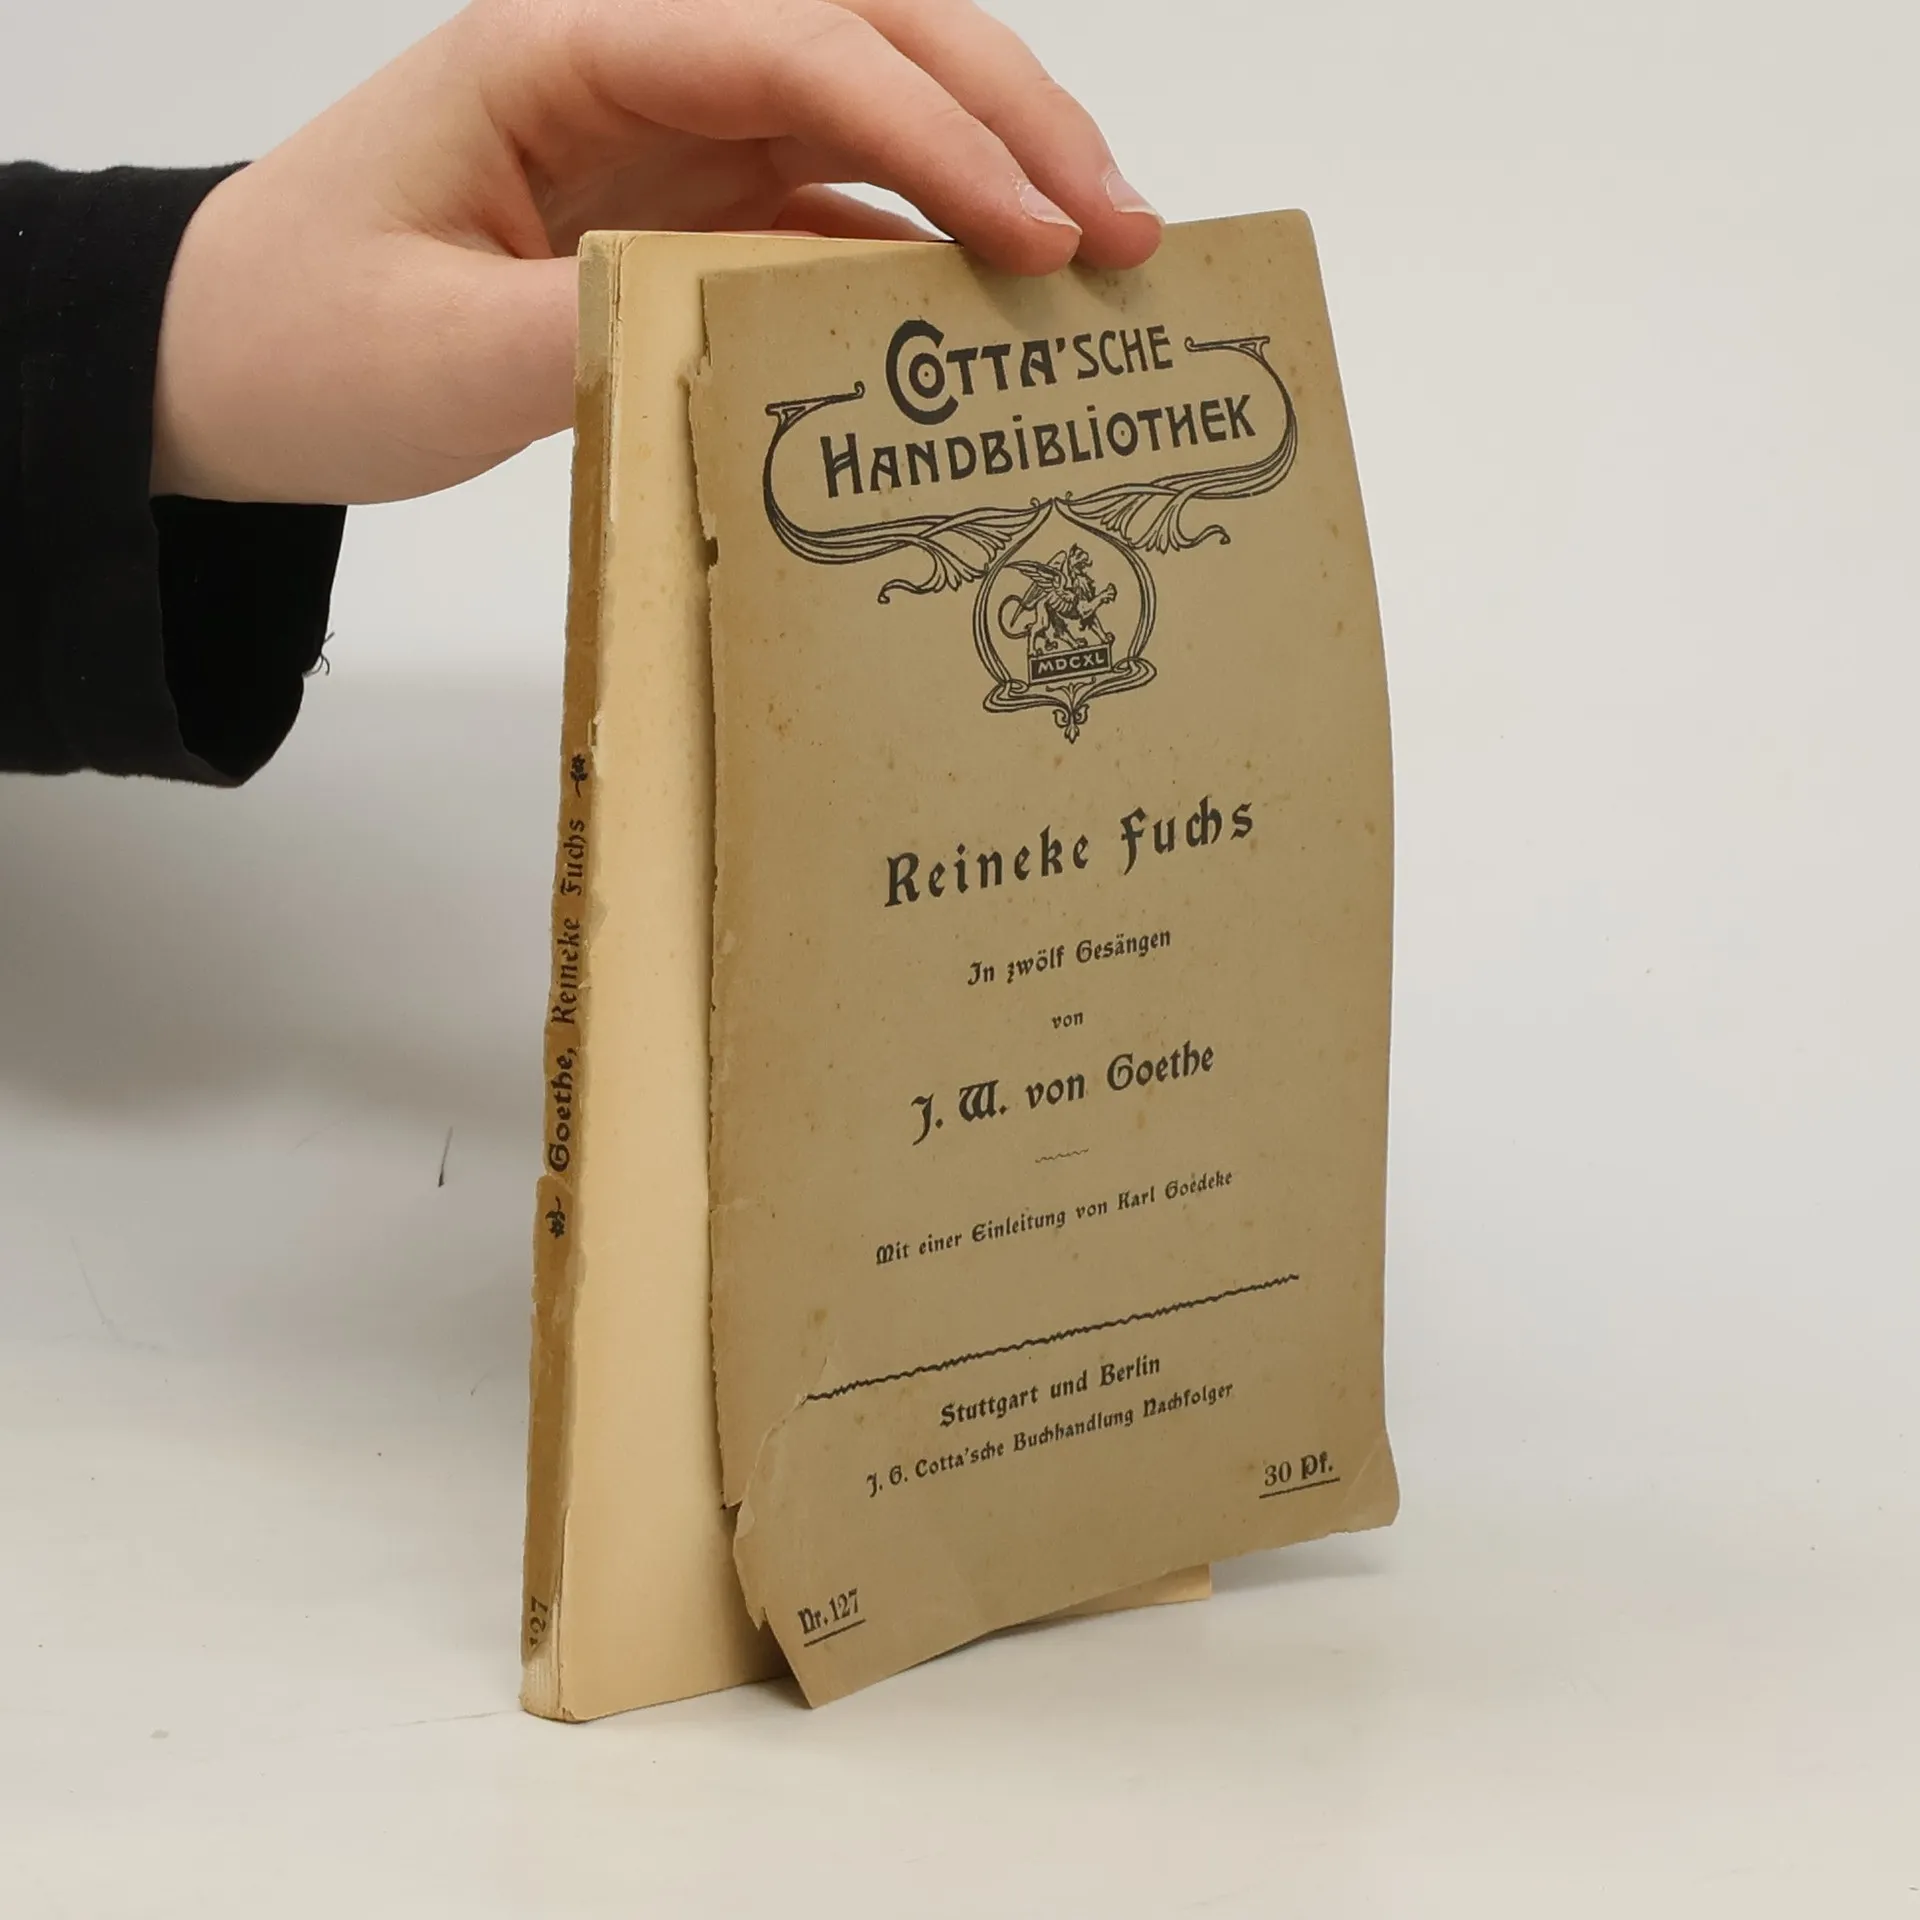 COTTA'SCHE
HANDBIBLIOTHEK
MDCXL
Reineke Fuchs
In zwölf Gesängen
von
J. W. von Goethe
Mit einer Einleitung von Karl Goedeke
Stuttgart und Berlin
J. G. Cotta'sche Buchhandlung Nachfolger
30 Pf.
Nr. 127
Goethe, Reineke Fuchs
127